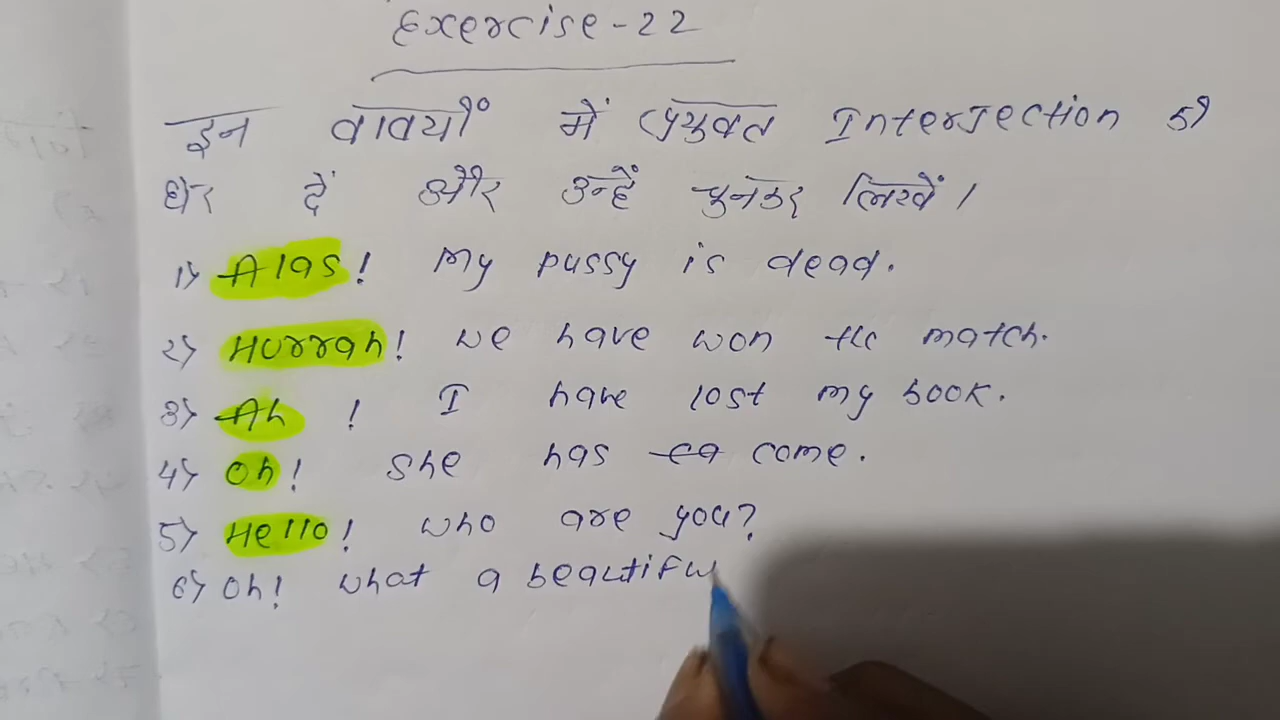 Exercise-22
इन वाक्यों में प्रयुक्त Interjection को
घेर दें और उन्हें चुनकर लिखें।
1) Alas! my pussy is dead.
2) Hurrah! we have won the match.
3) Ah ! I have lost my book.
4) Oh! she has come.
5) Hello! who are you?
6) Oh! what a beautifu